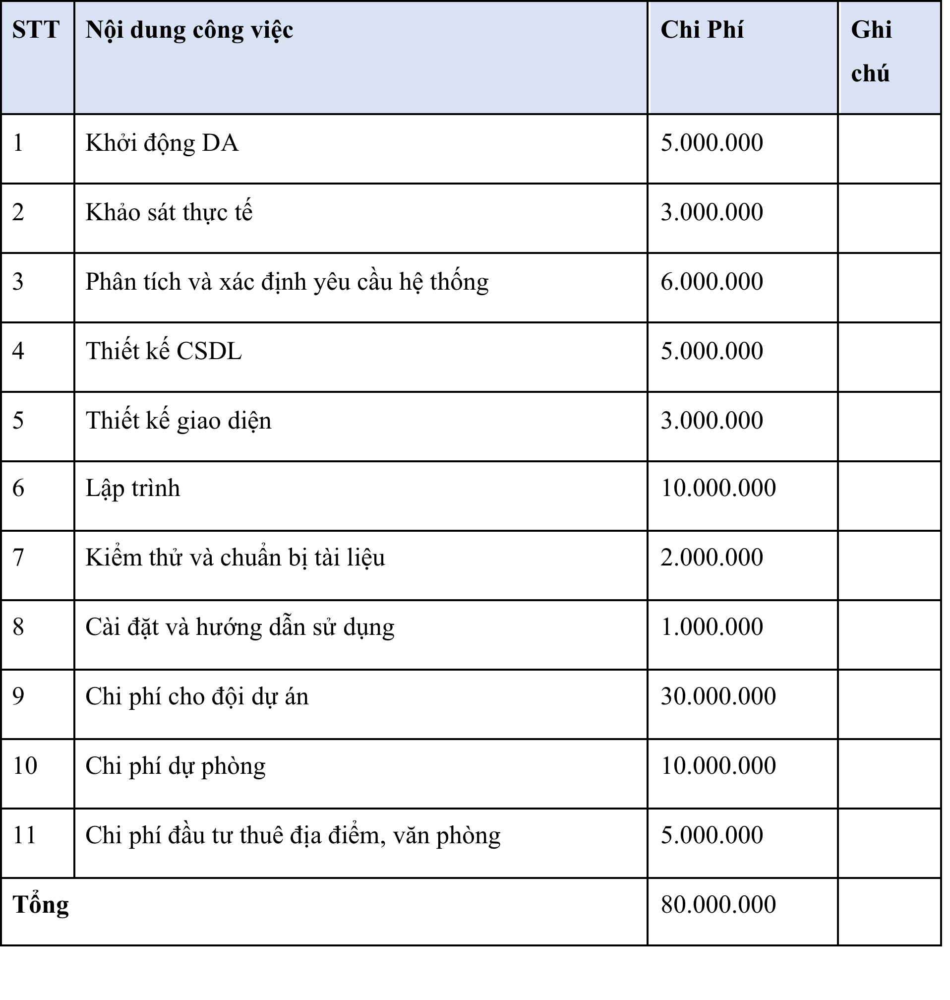 STT Nội dung công việc Chi Phí Ghi
chú
1 Khởi động DA 5.000.000
2 Khảo sát thực tế 3.000.000
3 Phân tích và xác định yêu cầu hệ thống 6.000.000
4 Thiết kế CSDL 5.000.000
5 Thiết kế giao diện 3.000.000
6 Lập trình 10.000.000
7 Kiểm thử và chuẩn bị tài liệu 2.000.000
8 Cài đặt và hướng dẫn sử dụng 1.000.000
9 Chi phí cho đội dự án 30.000.000
10 Chi phí dự phòng 10.000.000
11 Chi phí đầu tư thuê địa điểm, văn phòng 5.000.000
Tổng 80.000.000